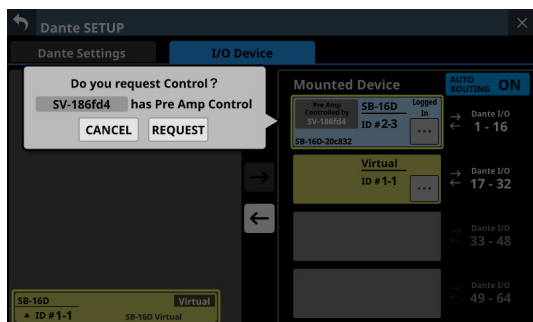 Dante SETUP
Dante Settings
I/O Device
Do you request Control?
SV-186fd4 has Pre Amp Control
CANCEL
REQUEST
Mounted Device
AUTO
ROUTING ON
Pre Amp
Controlled by
SV-186fd4
SB-16D
ID #2-3
Logged
In
...
SB-16D-20c832
→ Dante I/O
← 1 - 16
Virtual
ID #1-1
...
→ Dante I/O
← 17 - 32
→ Dante I/O
← 33 - 48
→ Dante I/O
← 49 - 64
SB-16D
Virtual
▲ ID #1-1
SB-16D Virtual